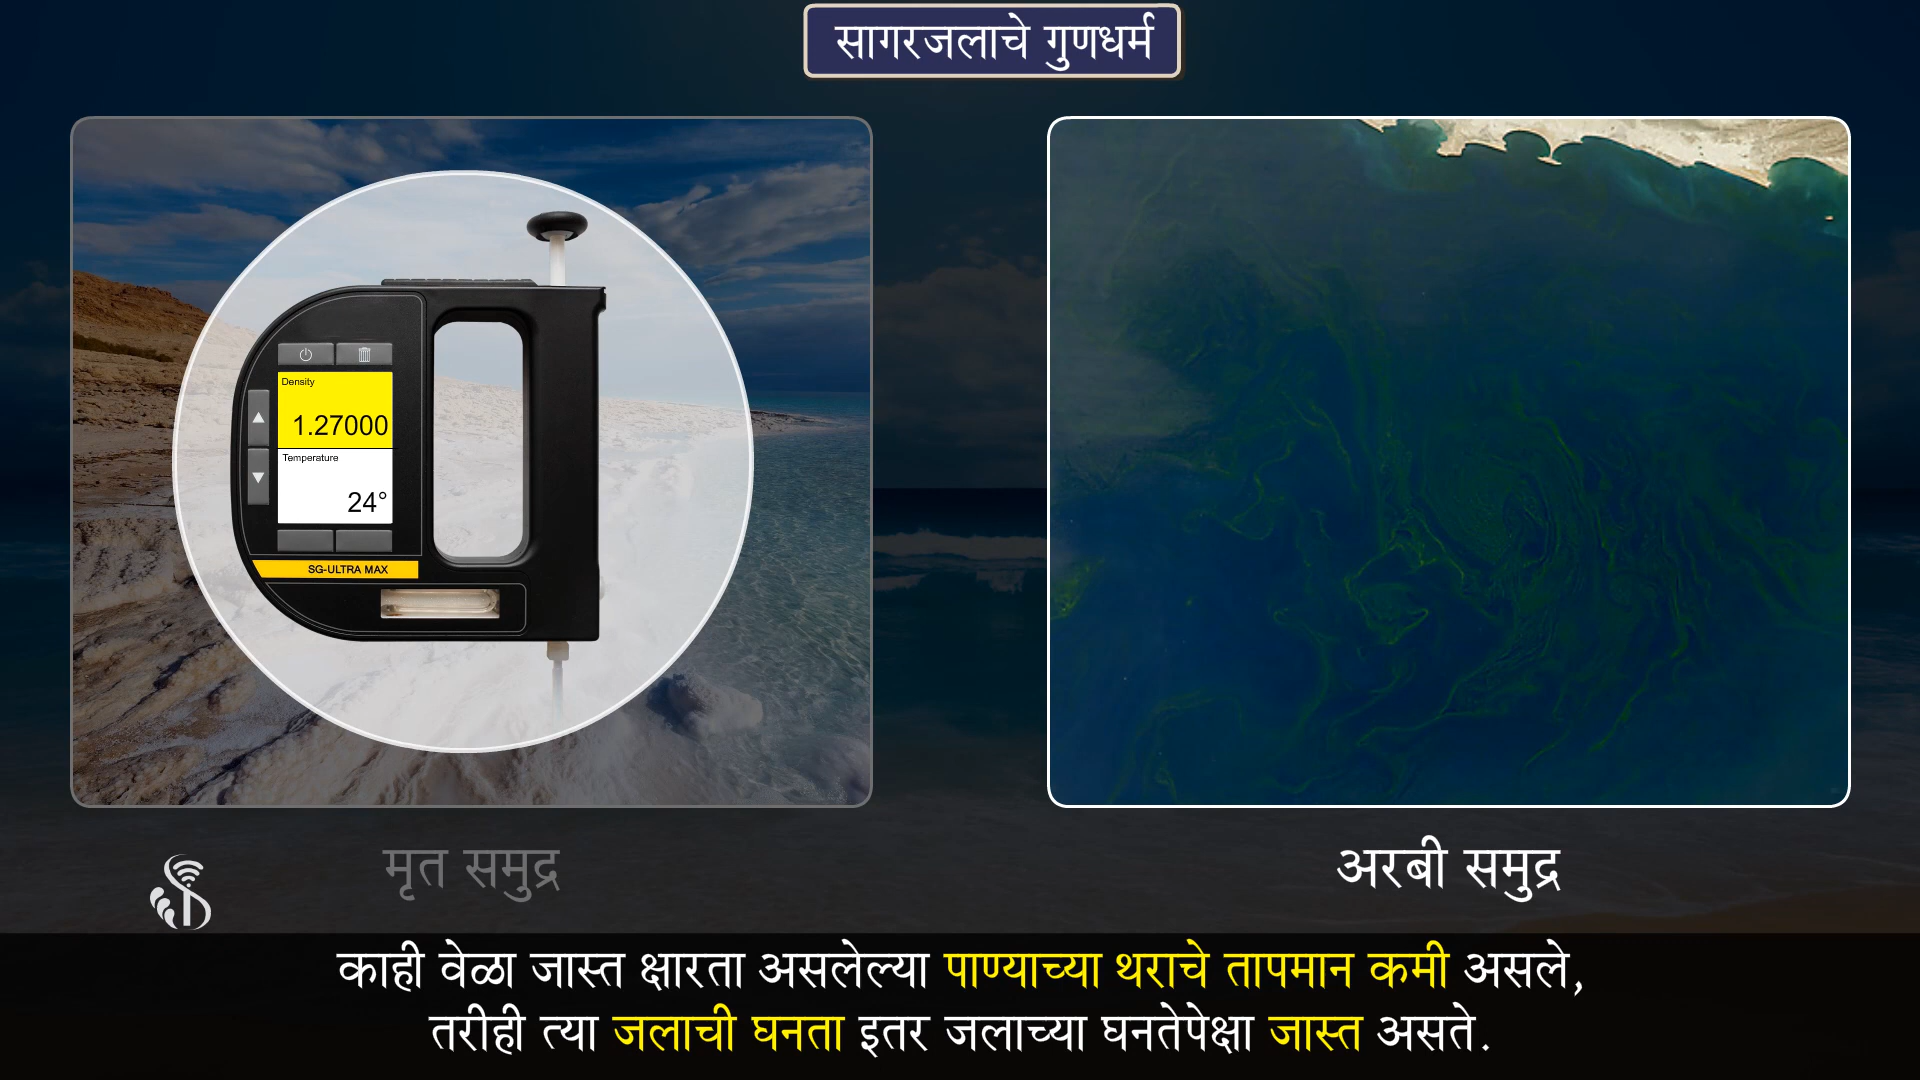 सागरजलाचे गुणधर्म
Density
1.27000
Temperature
24°
SG-ULTRA MAX
मृत समुद्र
अरबी समुद्र
काही वेळा जास्त क्षारता असलेल्या पाण्याच्या थराचे तापमान कमी असले,
तरीही त्या जलाची घनता इतर जलाच्या घनतेपेक्षा जास्त असते.